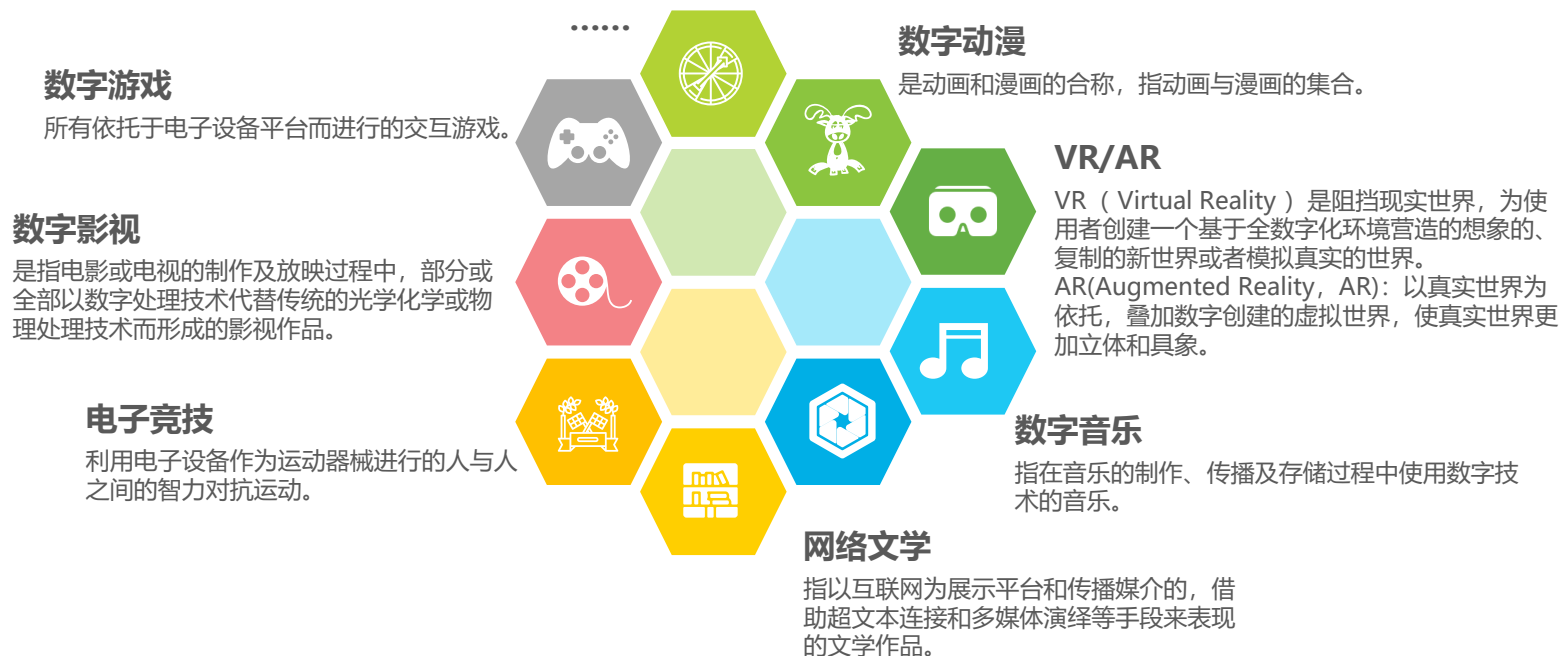 ……
数字动漫
是动画和漫画的合称，指动画与漫画的集合。
数字游戏
所有依托于电子设备平台而进行的交互游戏。
VR/AR
VR（ Virtual Reality ）是阻挡现实世界，为使
用者创建一个基于全数字化环境营造的想象的、
复制的新世界或者模拟真实的世界。
AR(Augmented Reality，AR)：以真实世界为
依托，叠加数字创建的虚拟世界，使真实世界更
加立体和具象。
数字影视
是指电影或电视的制作及放映过程中，部分或
全部以数字处理技术代替传统的光学化学或物
理处理技术而形成的影视作品。
电子竞技
利用电子设备作为运动器械进行的人与人
之间的智力对抗运动。
数字音乐
指在音乐的制作、传播及存储过程中使用数字技
术的音乐。
网络文学
指以互联网为展示平台和传播媒介的，借
助超文本连接和多媒体演绎等手段来表现
的文学作品。